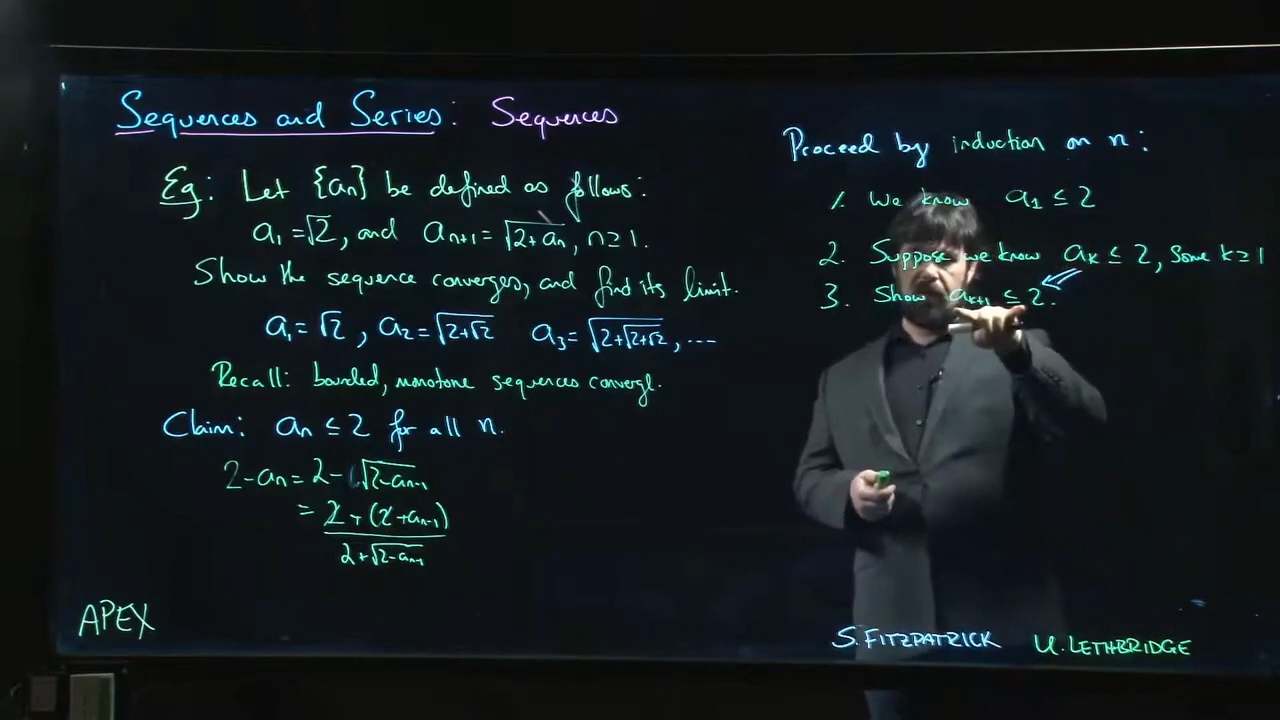 Sequences and Series: Sequences
Eg: Let {an} be defined as follows:
a₁ = √2, and aₙ₊₁ = √(2+aₙ), n ≥ 1.
Show the sequence converges, and find its limit.
a₁ = √2, a₂ = √(2+√2) a₃ = √(2+√(2+√2)), ...
Recall: bounded, monotone sequences converge.
Claim: aₙ ≤ 2 for all n.
2-aₙ = 2-√(2-aₙ₋₁)
= 2+(2+aₙ₋₁)
2+√(2-aₙ₋₁)
APEX
Proceed by induction on n:
1. We know a₁ ≤ 2
2. Suppose we know aₖ ≤ 2, some k ≥ 1
3. Show aₖ₊₁ ≤ 2.
S. FITZPATRICK U. LETHBRIDGE